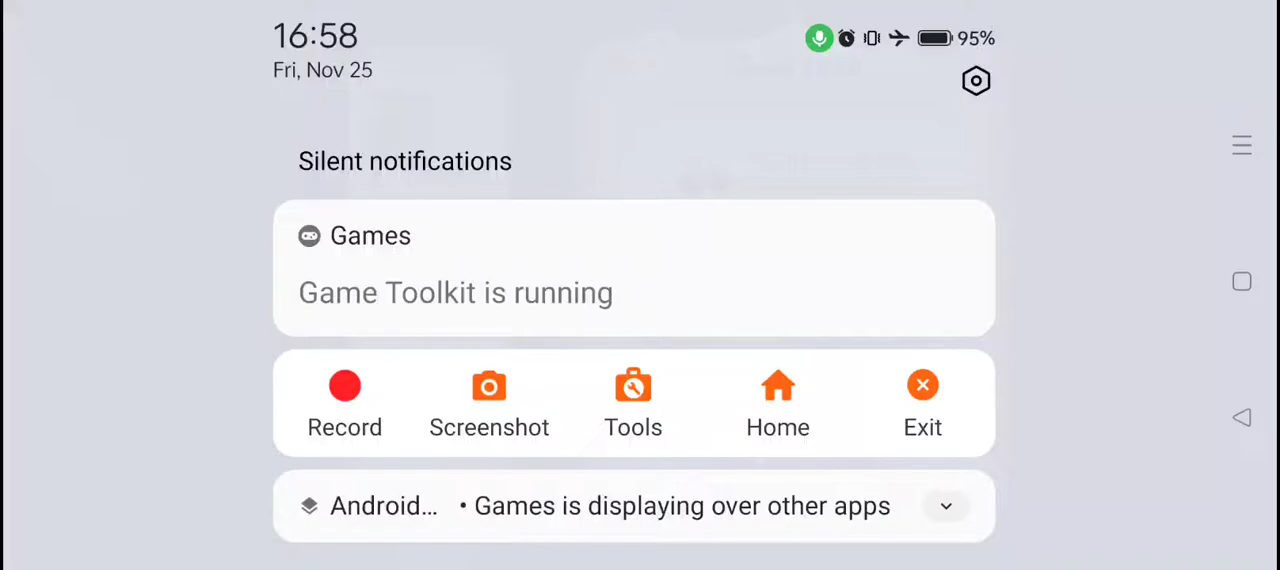 16:58
95%
Fri, Nov 25
Silent notifications
Games
Game Toolkit is running
Record
Screenshot
Tools
Home
Exit
Android... • Games is displaying over other apps